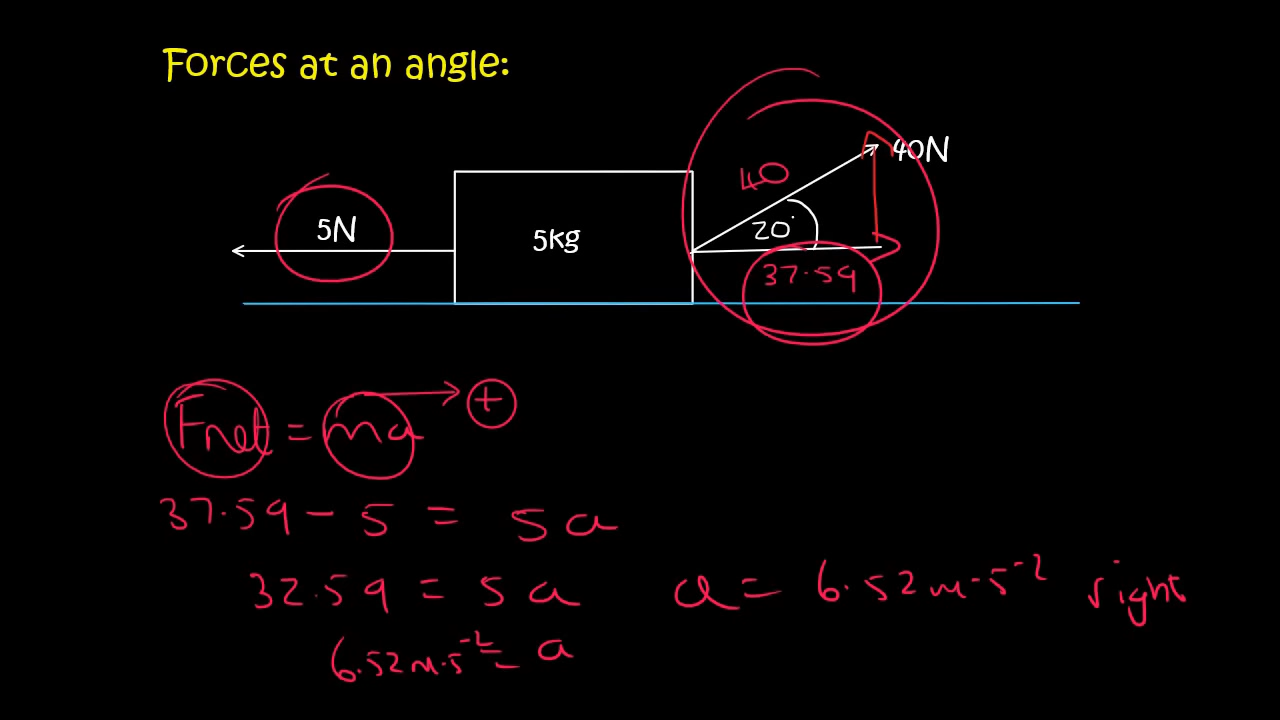 Forces at an angle:
40N
40
5N
20°
5kg
37.59
Fnet = ma
+
37.59 - 5 = 5a
32.59 = 5a
a = 6.52 m·s⁻² right
6.52 m·s⁻² = a